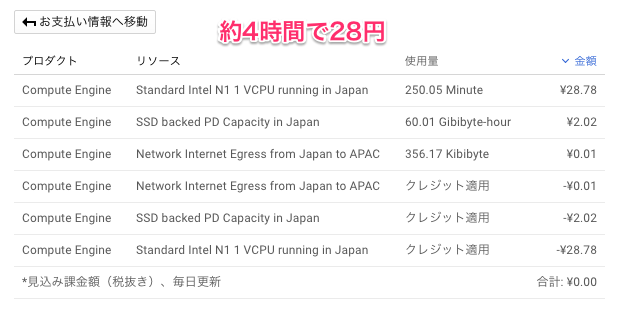 お支払い情報へ移動
約4時間で28円
プロダクト リソース 使用量 金額
Compute Engine Standard Intel N1 1 VCPU running in Japan 250.05 Minute ¥28.78
Compute Engine SSD backed PD Capacity in Japan 60.01 Gibibyte-hour ¥2.02
Compute Engine Network Internet Egress from Japan to APAC 356.17 Kibibyte ¥0.01
Compute Engine Network Internet Egress from Japan to APAC クレジット適用 -¥0.01
Compute Engine SSD backed PD Capacity in Japan クレジット適用 -¥2.02
Compute Engine Standard Intel N1 1 VCPU running in Japan クレジット適用 -¥28.78
*見込み課金額（税抜き）、毎日更新 合計: ¥0.00